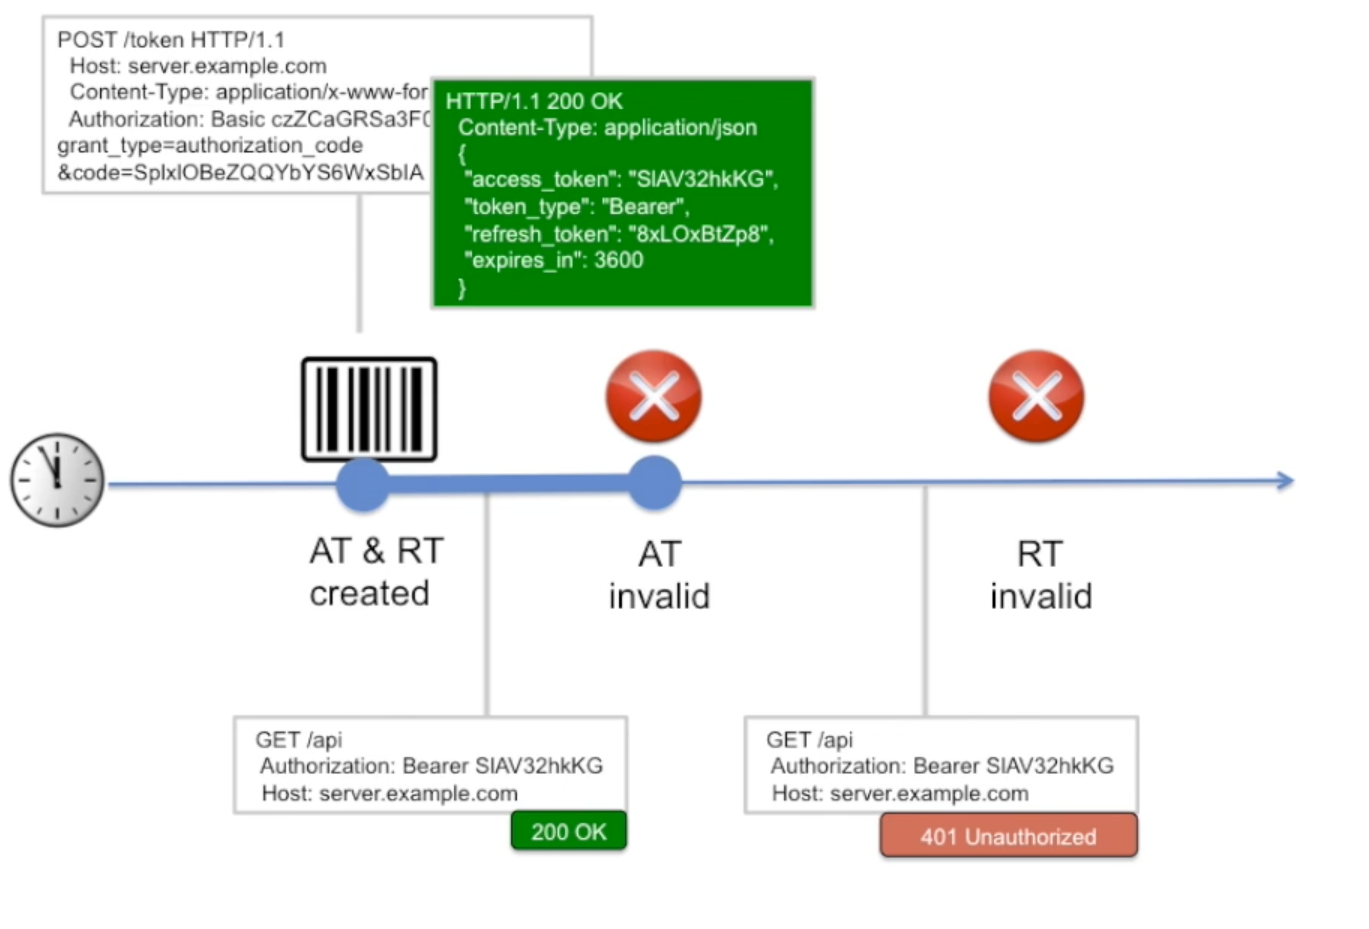 POST /token HTTP/1.1
Host: server.example.com
Content-Type: application/x-www-for
Authorization: Basic czZCaGRSa3F
grant_type=authorization_code
&code=SplxlOBeZQQYbYS6WxSbIA
HTTP/1.1 200 OK
Content-Type: application/json
{
"access_token": "SlAV32hkKG",
"token_type": "Bearer",
"refresh_token": "8xLOxBtZp8",
"expires_in": 3600
}
AT & RT
created
AT
invalid
RT
invalid
GET /api
Authorization: Bearer SlAV32hkKG
Host: server.example.com
200 OK
GET /api
Authorization: Bearer SlAV32hkKG
Host: server.example.com
401 Unauthorized